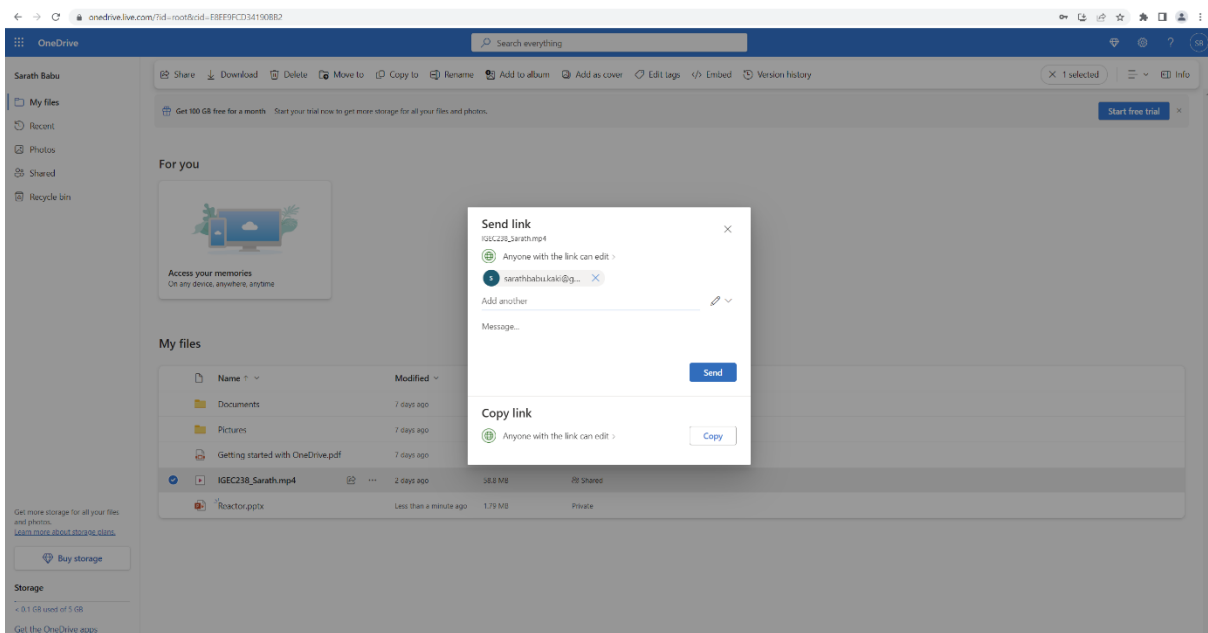 onedrive.live.com/?id=root&cid=E8EE9FCD34190BB2
OneDrive
Search everything
SB
Sarath Babu
Share Download Delete Move to Copy to Rename Add to album Add as cover Edit tags Embed Version history
1 selected
Info
My files
Recent
Photos
Shared
Recycle bin
Get 100 GB free for a month Start your trial now to get more storage for all your files and photos.
Start free trial
For you
Access your memories
On any device, anywhere, anytime
My files
Name Modified
Documents 7 days ago
Pictures 7 days ago
Getting started with OneDrive.pdf 7 days ago
IGEC238_Sarath.mp4 2 days ago 58.8 MB Shared
Reactor.pptx Less than a minute ago 1.79 MB Private
Send link
IGEC238_Sarath.mp4
Anyone with the link can edit
S sarathbabu.kaki@g...
Add another
Message...
Send
Copy link
Anyone with the link can edit
Copy
Get more storage for all your files
and photos.
Learn more about storage plans.
Buy storage
Storage
< 0.1 GB used of 5 GB
Get the OneDrive apps